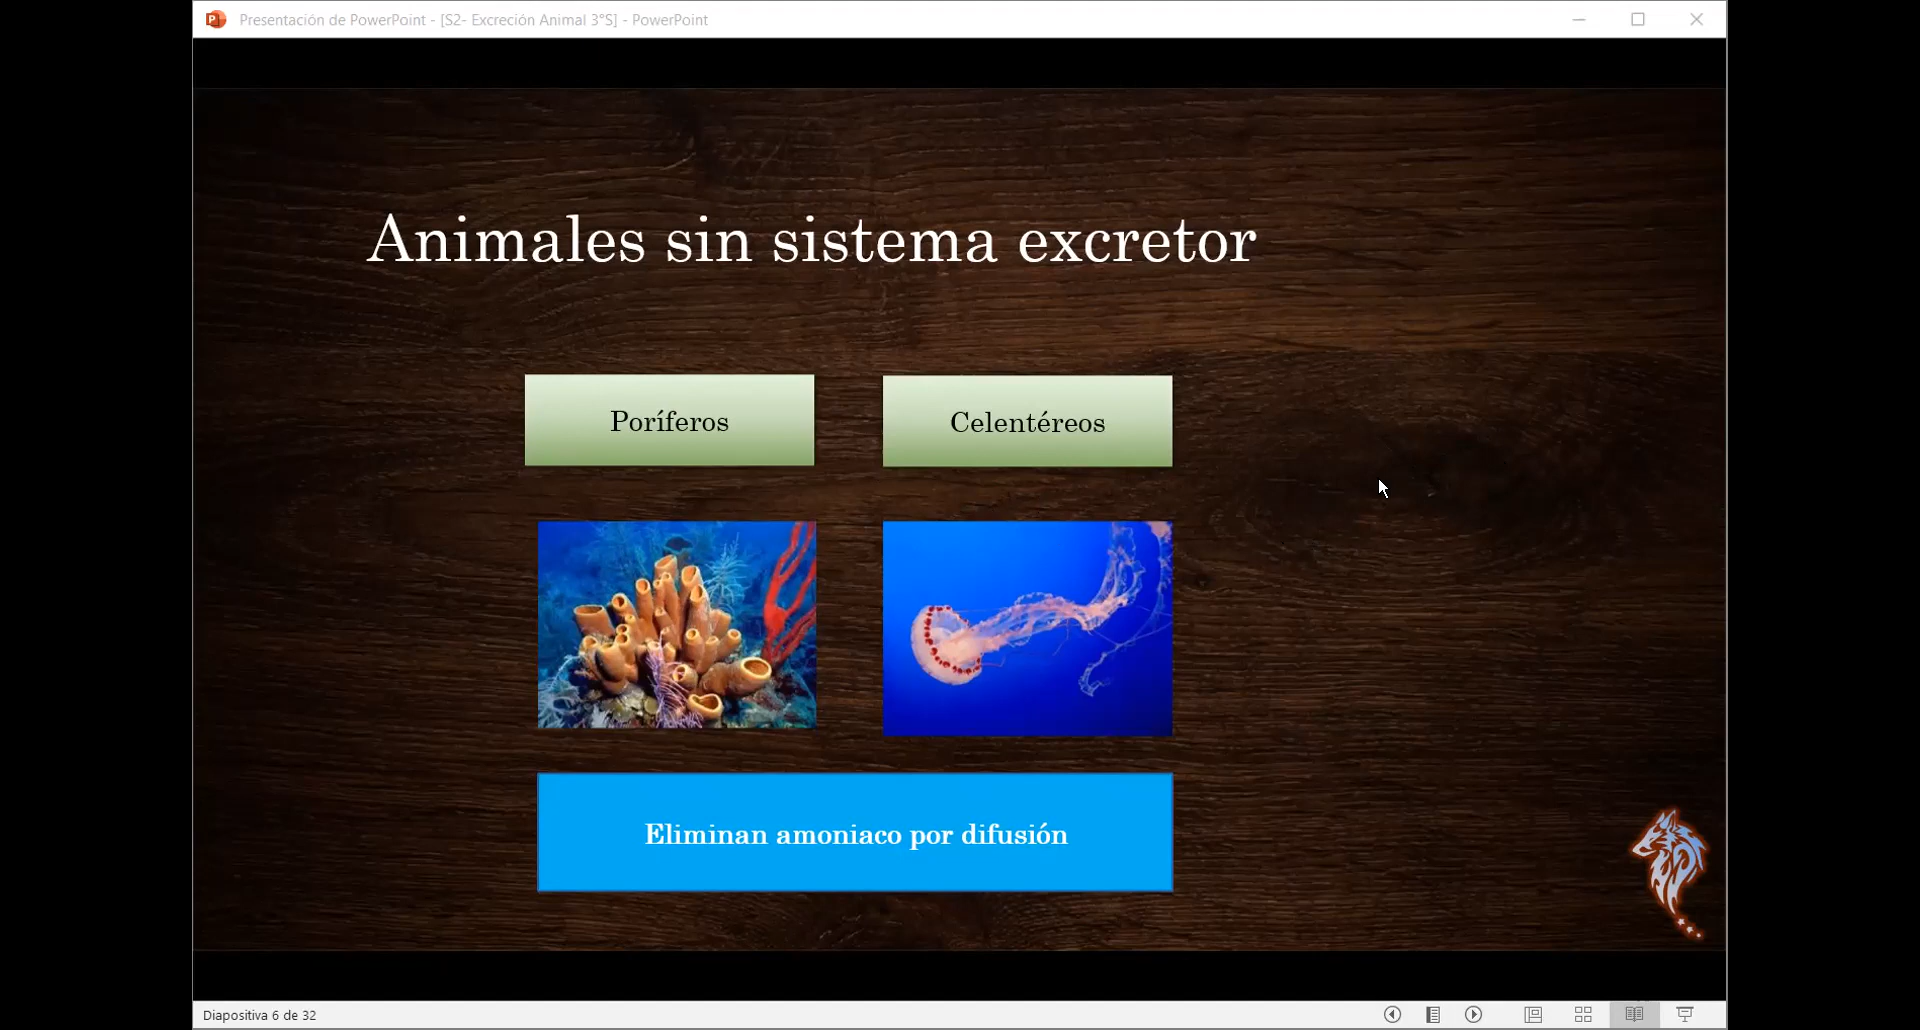 Presentación de PowerPoint - [S2- Excreción Animal 3°S] - PowerPoint
Animales sin sistema excretor
Poríferos
Celentéreos
Eliminan amoniaco por difusión
Diapositiva 6 de 32